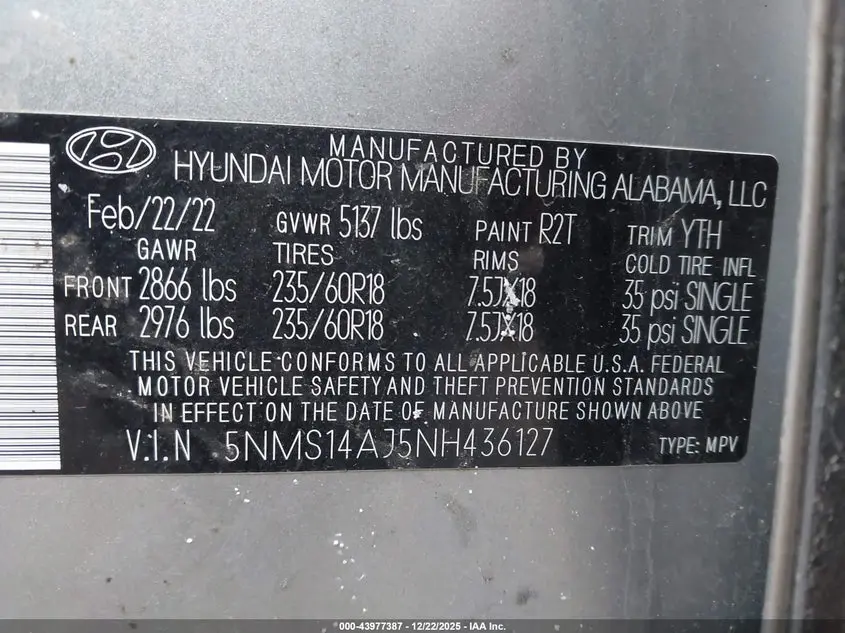 MANUFACTURED BY
HYUNDAI MOTOR MANUFACTURING ALABAMA, LLC
Feb/22/22 GVWR 5137 lbs PAINT R2T TRIM YTH
GAWR TIRES RIMS COLD TIRE INFL
FRONT 2866 lbs 235/60R18 7.5JX18 35 psi SINGLE
REAR 2976 lbs 235/60R18 7.5JX18 35 psi SINGLE
THIS VEHICLE CONFORMS TO ALL APPLICABLE U.S.A. FEDERAL
MOTOR VEHICLE SAFETY AND THEFT PREVENTION STANDARDS
IN EFFECT ON THE DATE OF MANUFACTURE SHOWN ABOVE
V.I.N 5NMS14AJ5NH436127 TYPE: MPV
000-43977387 - 12/22/2025 - IAA Inc.